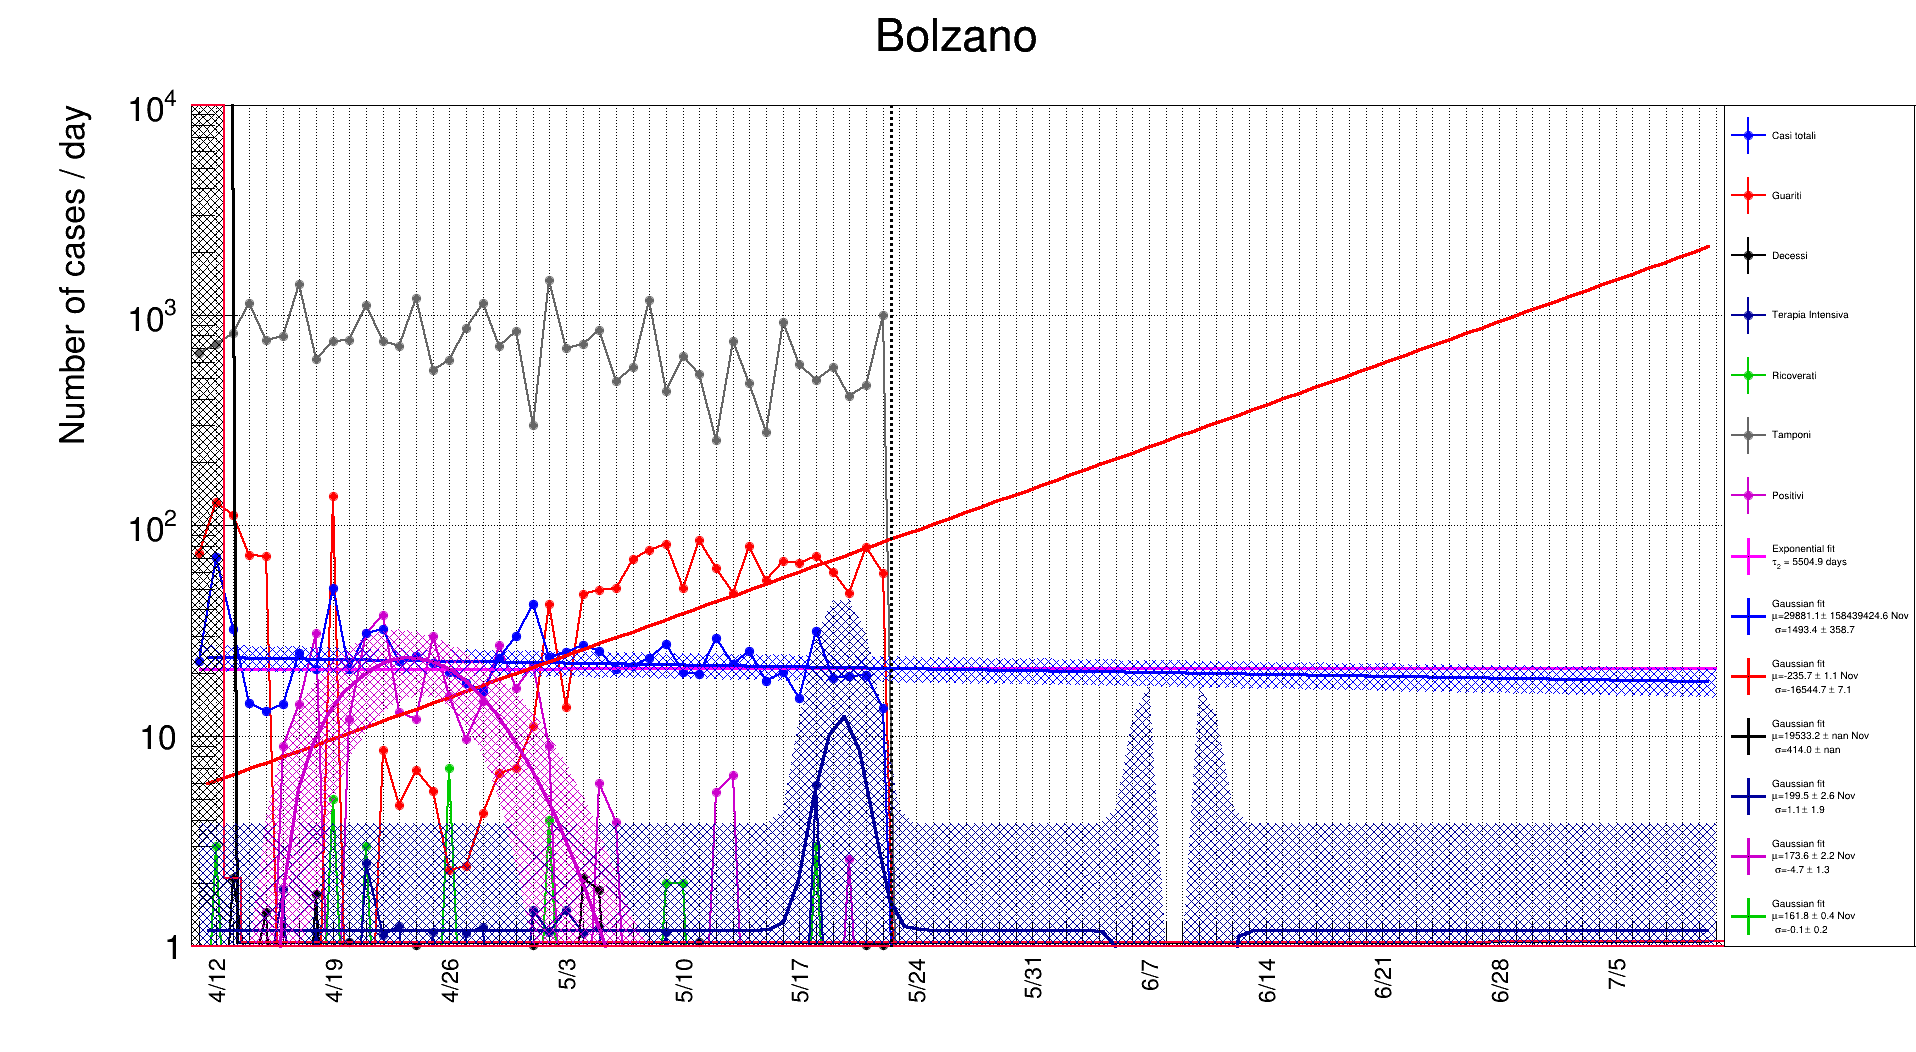 Bolzano
Number of cases / day
10^4
10^3
10^2
10
1
4/12
4/19
4/26
5/3
5/10
5/17
5/24
5/31
6/7
6/14
6/21
6/28
7/5
Casi totali
Guariti
Decessi
Terapia Intensiva
Ricoverati
Tamponi
Positivi
Exponential fit
τ2 = 5504.9 days
Gaussian fit
μ=29881.1± 158439424.6 Nov
σ=1493.4 ± 358.7
Gaussian fit
μ=-235.7 ± 1.1 Nov
σ=-16544.7 ± 7.1
Gaussian fit
μ=19533.2 ± nan Nov
σ=414.0 ± nan
Gaussian fit
μ=199.5 ± 2.6 Nov
σ=1.1 ± 1.9
Gaussian fit
μ=173.6 ± 2.2 Nov
σ=-4.7 ± 1.3
Gaussian fit
μ=161.8 ± 0.4 Nov
σ=-0.1 ± 0.2